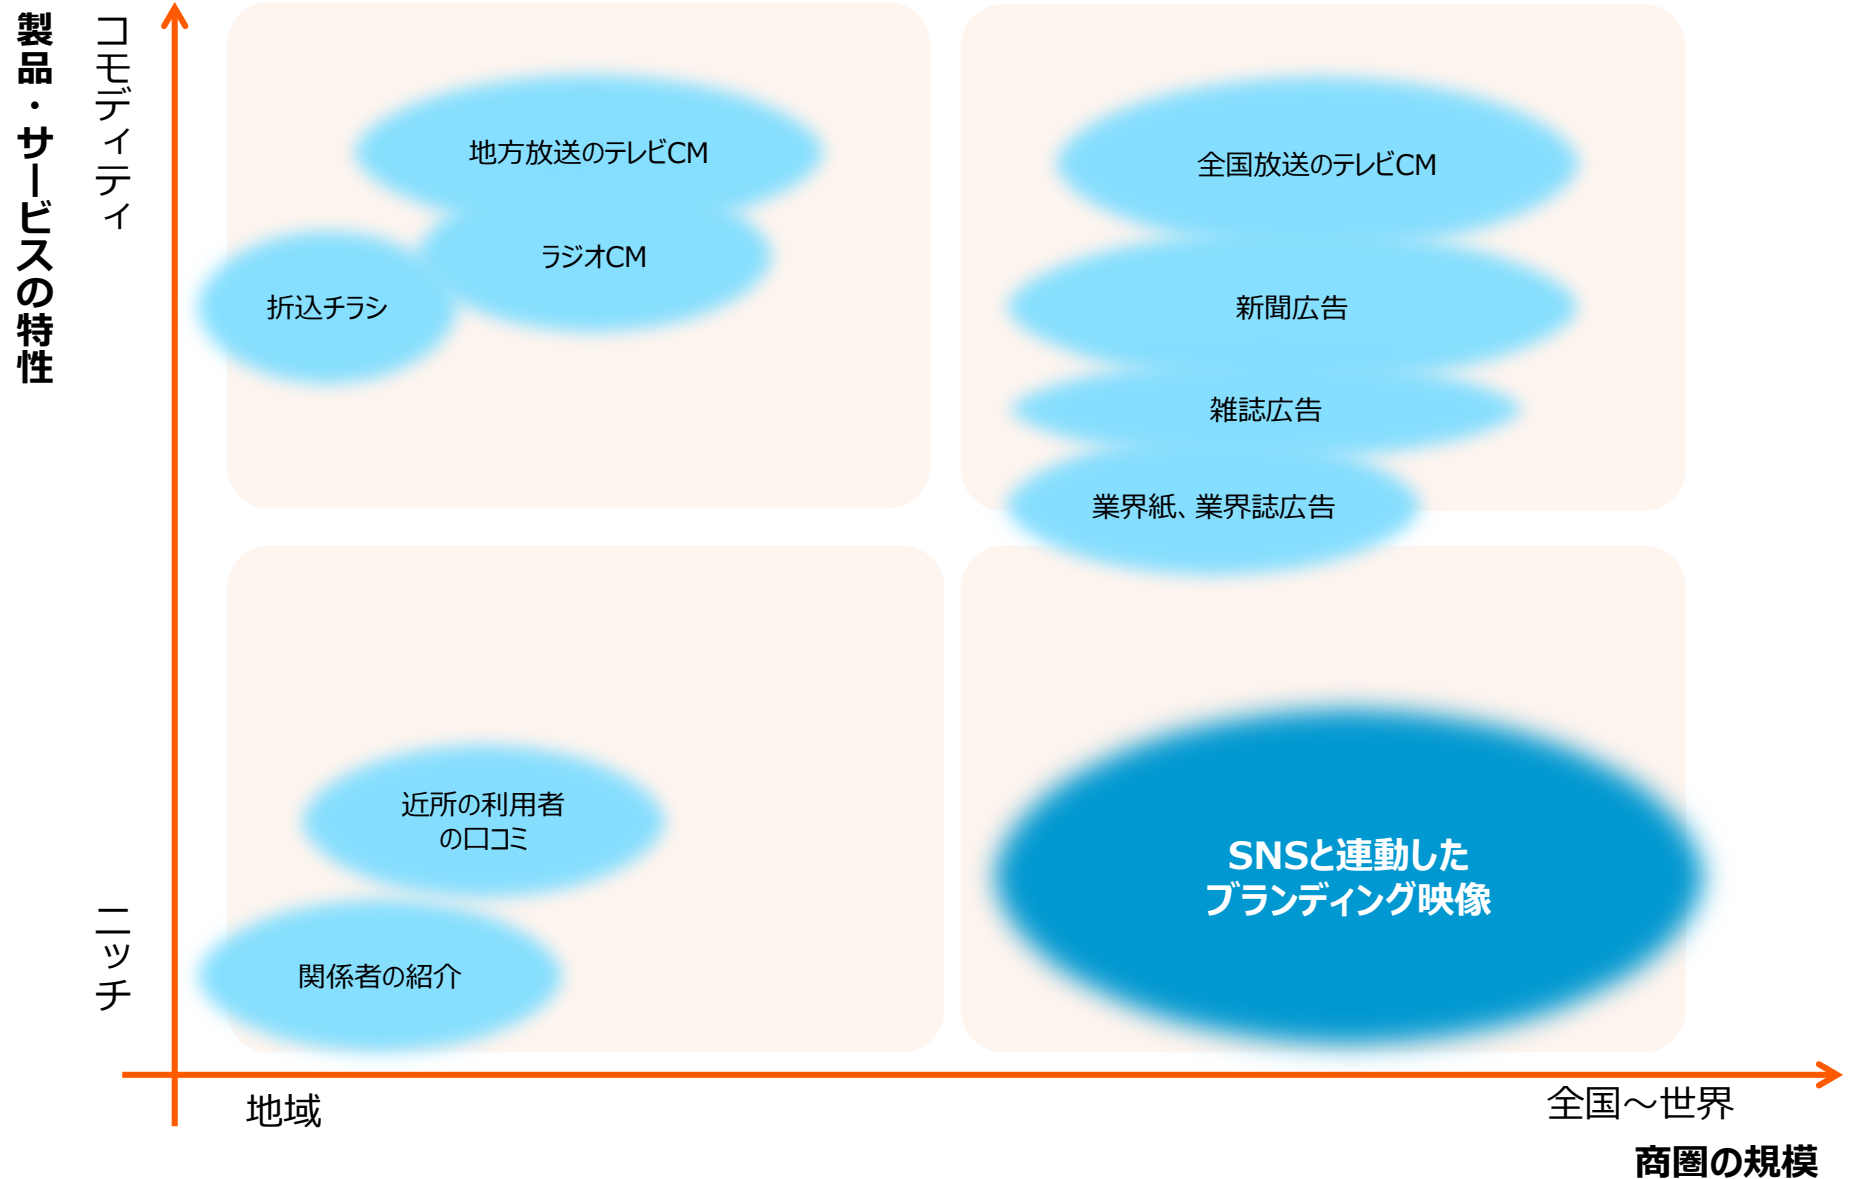 製品・サービスの特性
コモディティ
地方放送のテレビCM
ラジオCM
折込チラシ
全国放送のテレビCM
新聞広告
雑誌広告
業界紙、業界誌広告
ニッチ
近所の利用者
の口コミ
関係者の紹介
SNSと連動した
ブランディング映像
地域
全国～世界
商圏の規模